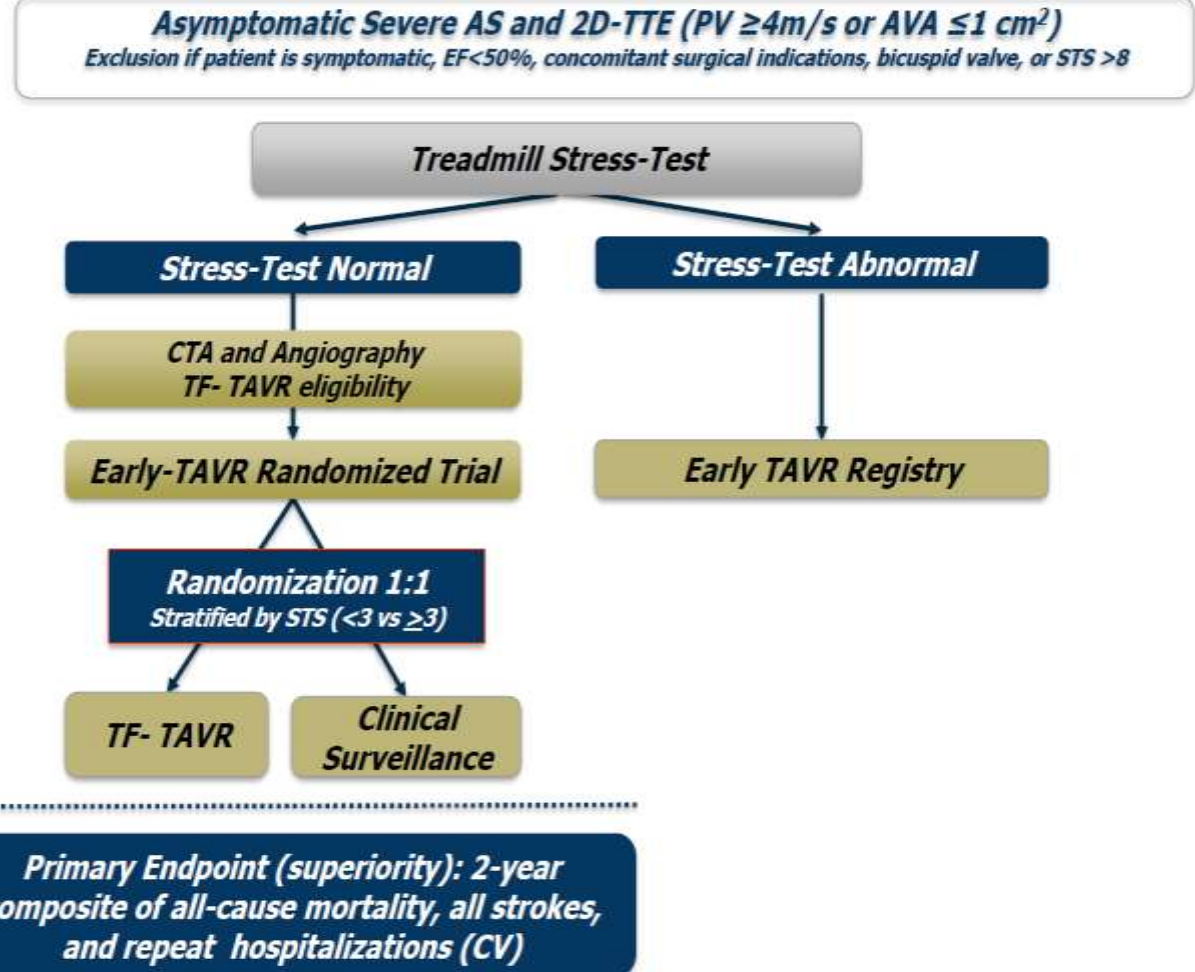 Asymptomatic Severe AS and 2D-TTE (PV ≥4m/s or AVA ≤1 cm²)
Exclusion if patient is symptomatic, EF<50%, concomitant surgical indications, bicuspid valve, or STS >8
Treadmill Stress-Test
Stress-Test Normal
Stress-Test Abnormal
CTA and Angiography
TF- TAVR eligibility
Early-TAVR Randomized Trial
Early TAVR Registry
Randomization 1:1
Stratified by STS (<3 vs ≥3)
TF- TAVR
Clinical
Surveillance
Primary Endpoint (superiority): 2-year
omposite of all-cause mortality, all strokes,
and repeat hospitalizations (CV)